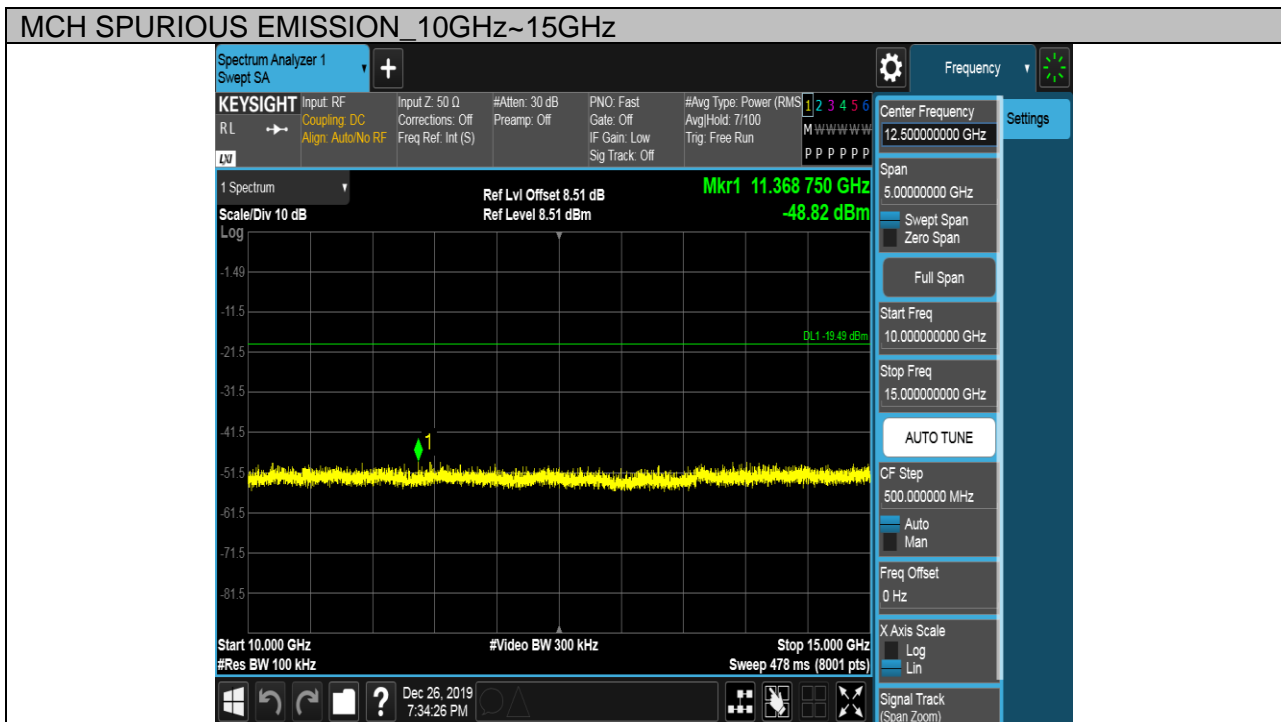 MCH SPURIOUS EMISSION_10GHz~15GHz
Spectrum Analyzer 1
Swept SA
Frequency
KEYSIGHT
RL
LXI
Input: RF
Coupling: DC
Align: Auto/No RF
Input Z: 50 Ω
Corrections: Off
Freq Ref: Int (S)
#Atten: 30 dB
Preamp: Off
PNO: Fast
Gate: Off
IF Gain: Low
Sig Track: Off
#Avg Type: Power (RMS
Avg|Hold: 7/100
Trig: Free Run
1 2 3 4 5 6
M W W W W W
P P P P P P
1 Spectrum
Scale/Div 10 dB
Log
Ref Lvl Offset 8.51 dB
Ref Level 8.51 dBm
Mkr1 11.368 750 GHz
-48.82 dBm
-1.49
-11.5
DL1 -19.49 dBm
-21.5
-31.5
-41.5
1
-51.5
-61.5
-71.5
-81.5
Start 10.000 GHz
#Res BW 100 kHz
#Video BW 300 kHz
Stop 15.000 GHz
Sweep 478 ms (8001 pts)
?
Dec 26, 2019
7:34:26 PM
Center Frequency
12.500000000 GHz
Settings
Span
5.00000000 GHz
Swept Span
Zero Span
Full Span
Start Freq
10.000000000 GHz
Stop Freq
15.000000000 GHz
AUTO TUNE
CF Step
500.000000 MHz
Auto
Man
Freq Offset
0 Hz
X Axis Scale
Log
Lin
Signal Track
(Span Zoom)